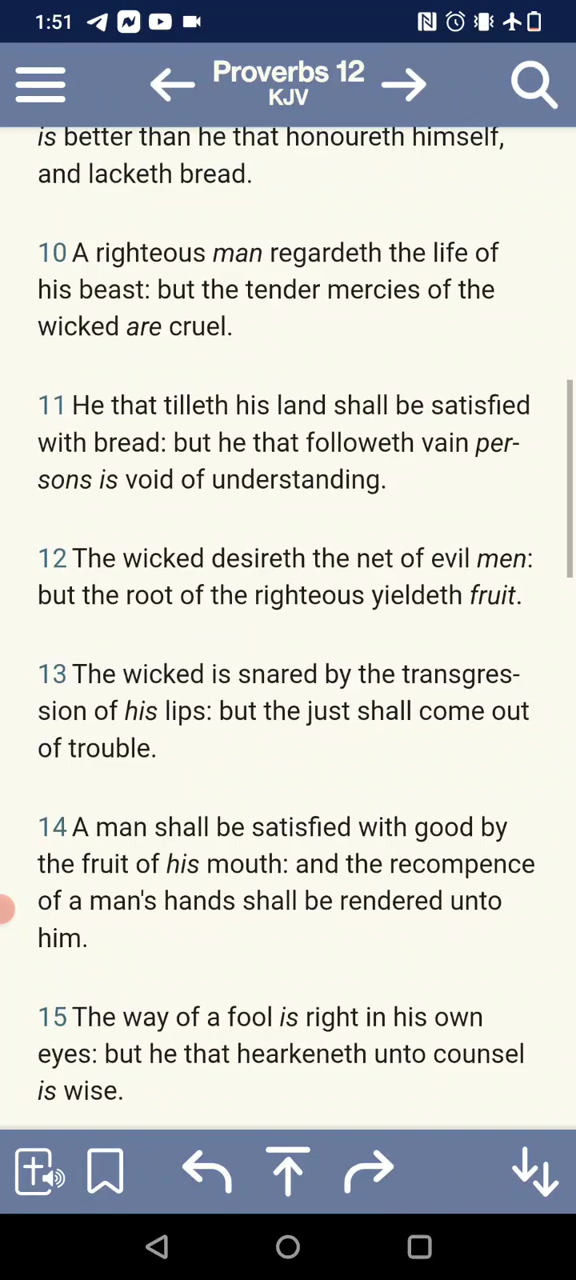 1:51
Proverbs 12
KJV
is better than he that honoureth himself,
and lacketh bread.
10 A righteous man regardeth the life of
his beast: but the tender mercies of the
wicked are cruel.
11 He that tilleth his land shall be satisfied
with bread: but he that followeth vain per-
sons is void of understanding.
12 The wicked desireth the net of evil men:
but the root of the righteous yieldeth fruit.
13 The wicked is snared by the transgres-
sion of his lips: but the just shall come out
of trouble.
14 A man shall be satisfied with good by
the fruit of his mouth: and the recompence
of a man's hands shall be rendered unto
him.
15 The way of a fool is right in his own
eyes: but he that hearkeneth unto counsel
is wise.